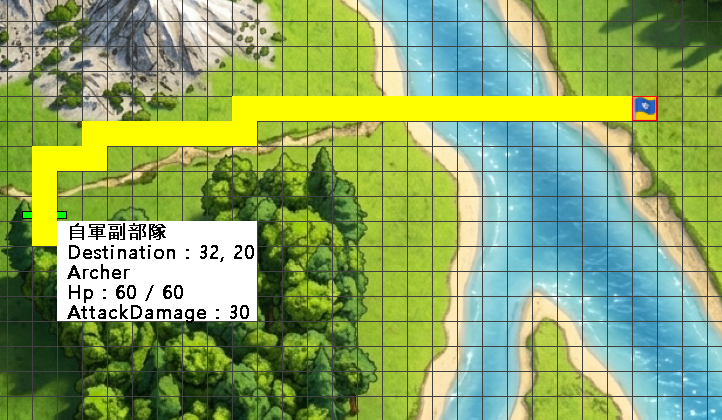 自軍副部隊
Destination : 32, 20
Archer
Hp : 60 / 60
AttackDamage : 30